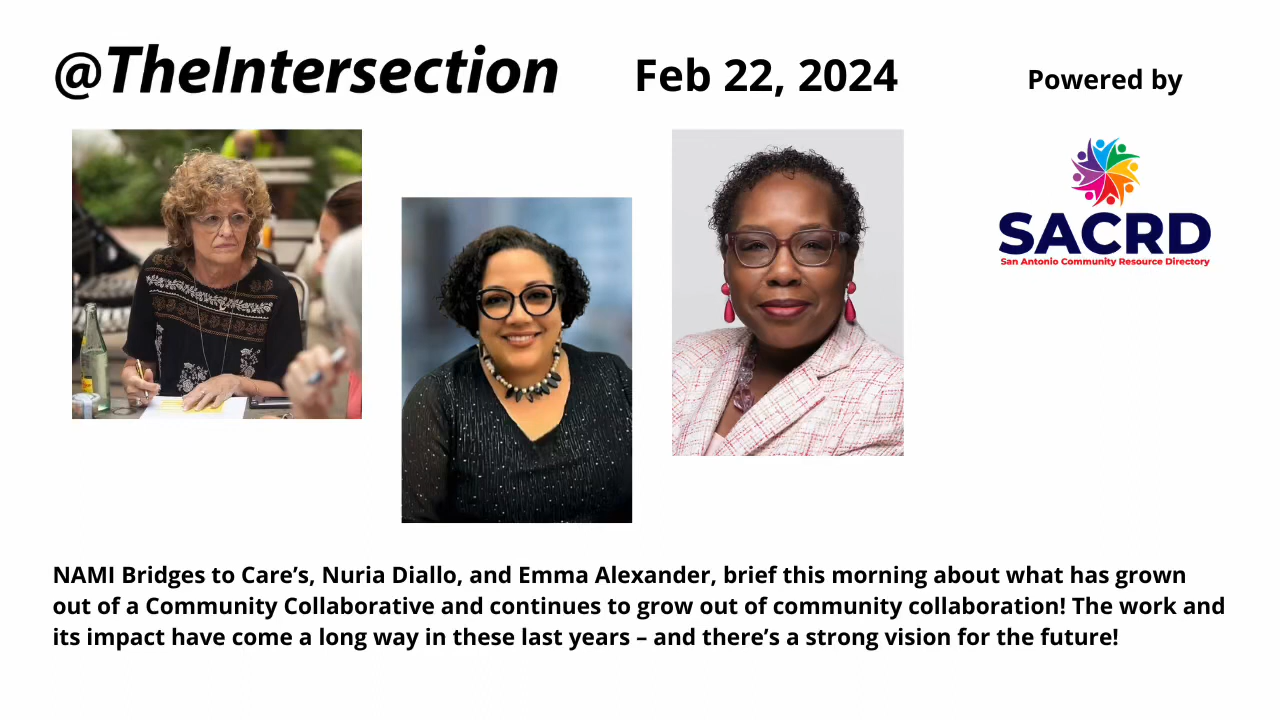 @TheIntersection
Feb 22, 2024
Powered by
SACRD
San Antonio Community Resource Directory
NAMI Bridges to Care’s, Nuria Diallo, and Emma Alexander, brief this morning about what has grown
out of a Community Collaborative and continues to grow out of community collaboration! The work and
its impact have come a long way in these last years – and there’s a strong vision for the future!